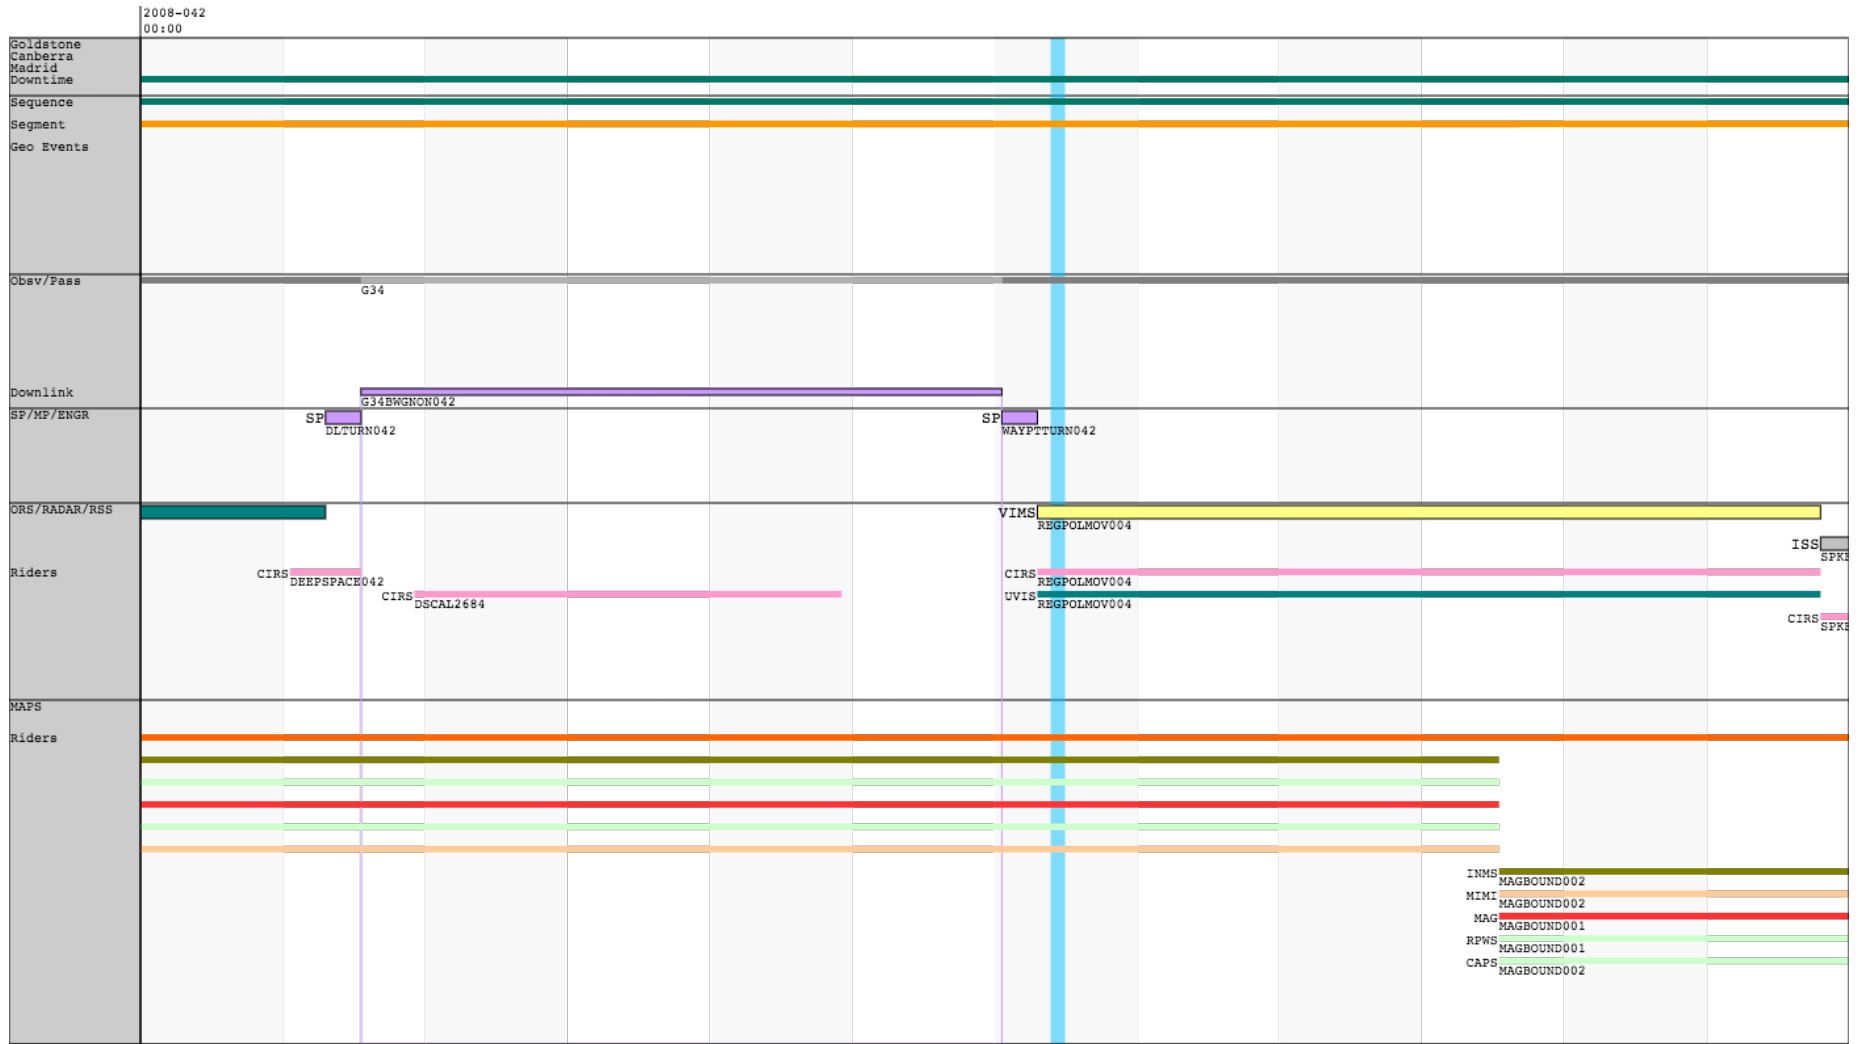 2008-042
00:00
Goldstone
Canberra
Madrid
Downtime
Sequence
Segment
Geo Events
Obsv/Pass
G34
Downlink
G34BWGNON042
SP/MP/ENGR
SP
DLTURN042
SP
WAYPTTURN042
ORS/RADAR/RSS
VIMS
REGPOLMOV004
ISS
SPKE
Riders
CIRS
DEEPSPACE042
CIRS
REGPOLMOV004
CIRS
DSCAL2684
UVIS
REGPOLMOV004
CIRS
SPKE
MAPS
Riders
INMS
MAGBOUND002
MIMI
MAGBOUND002
MAG
MAGBOUND001
RPWS
MAGBOUND001
CAPS
MAGBOUND002